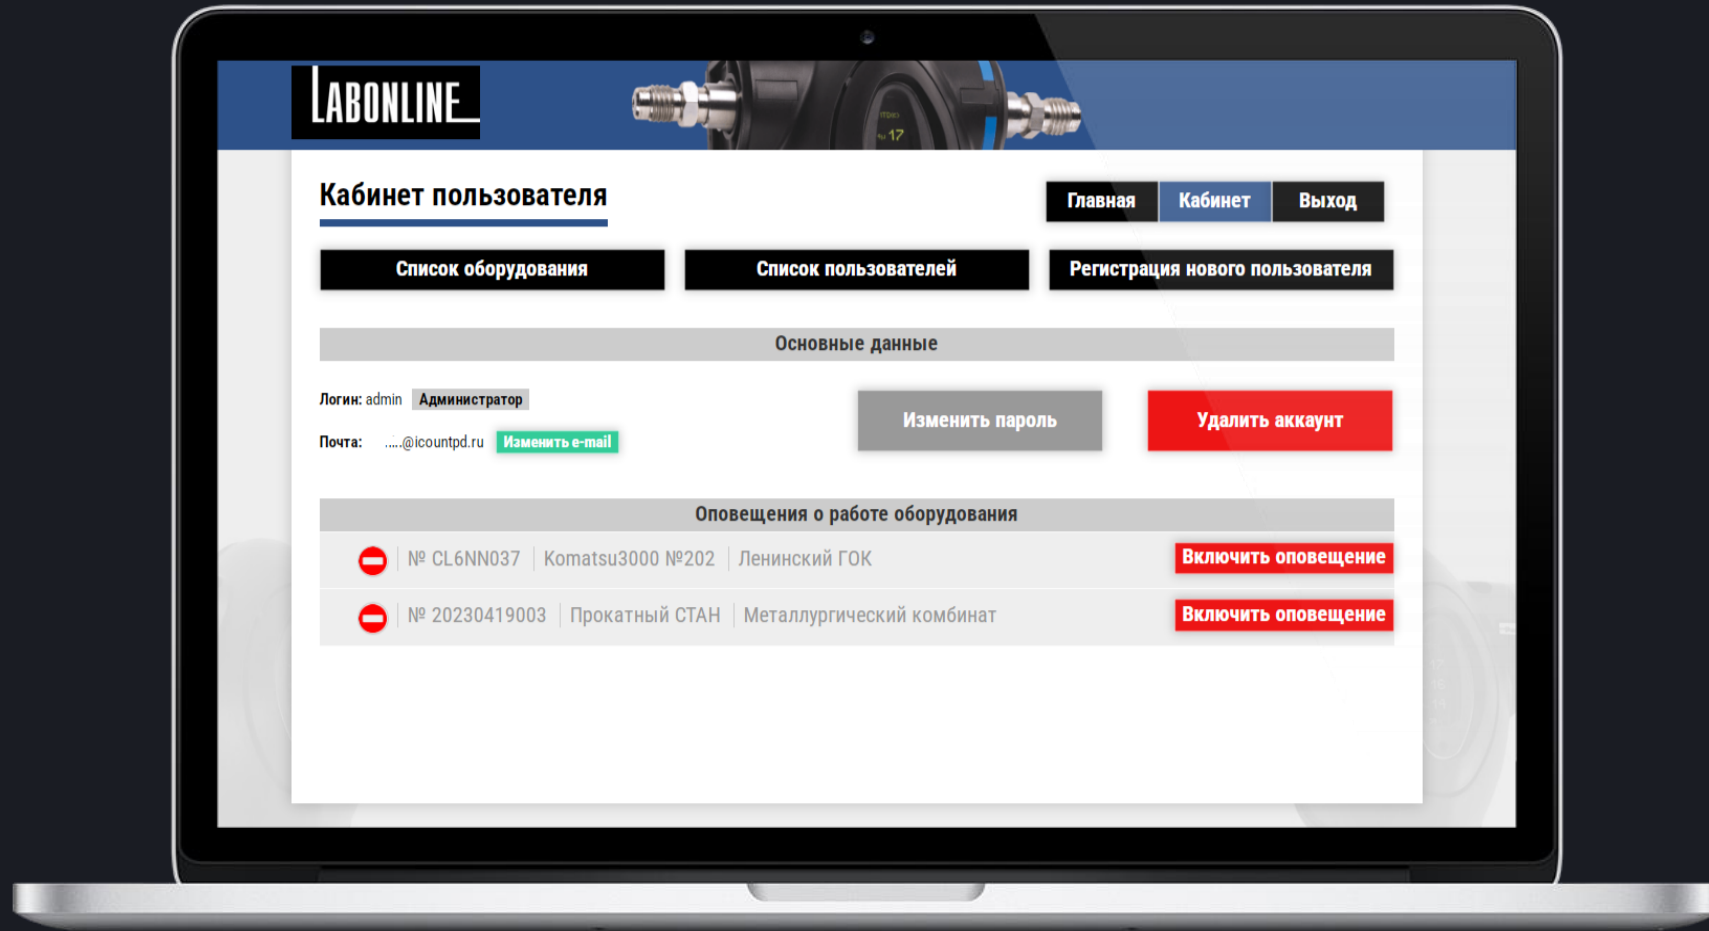 LABONLINE
17
Кабинет пользователя
Главная Кабинет Выход
Список оборудования Список пользователей Регистрация нового пользователя
Основные данные
Логин: admin Администратор
Изменить пароль Удалить аккаунт
Почта: .....@icountpd.ru Изменить e-mail
Оповещения о работе оборудования
№ CL6NN037 Komatsu3000 №202 Ленинский ГОК Включить оповещение
№ 20230419003 Прокатный СТАН Металлургический комбинат Включить оповещение